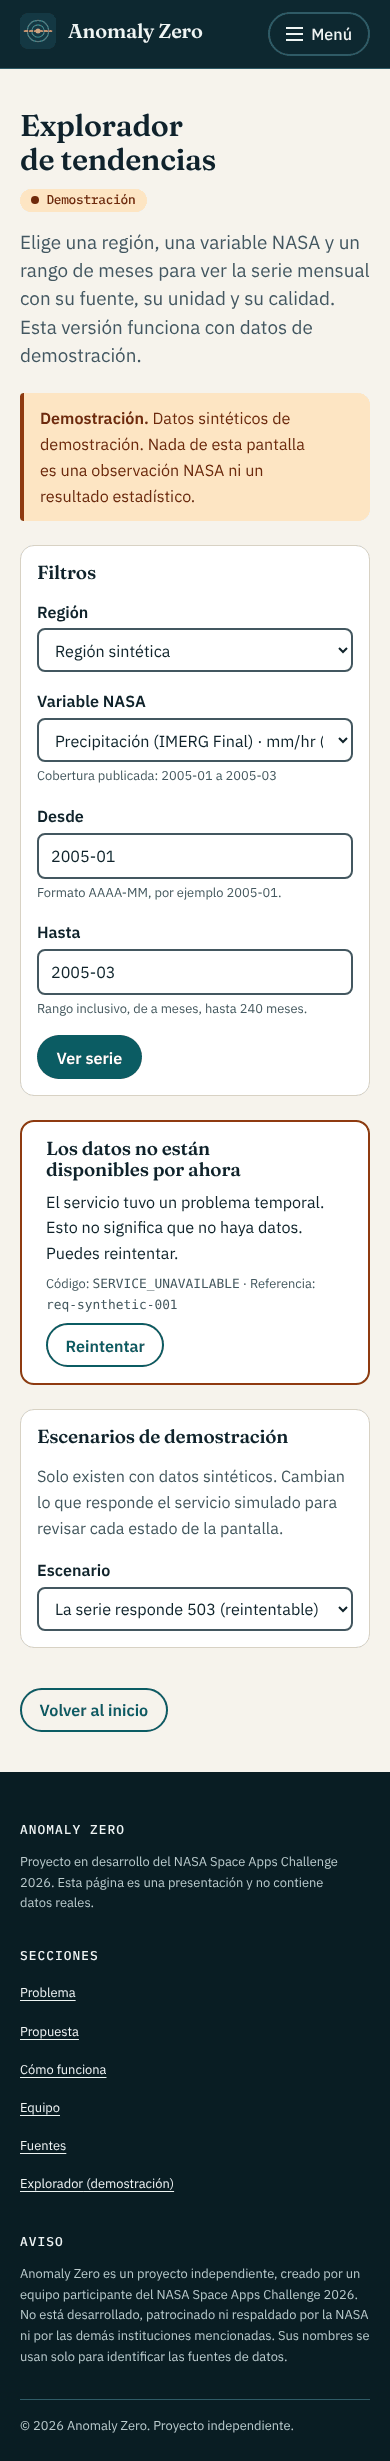 Anomaly Zero
Menú
Explorador
de tendencias
Demostración
Elige una región, una variable NASA y un
rango de meses para ver la serie mensual
con su fuente, su unidad y su calidad.
Esta versión funciona con datos de
demostración.
Demostración. Datos sintéticos de
demostración. Nada de esta pantalla
es una observación NASA ni un
resultado estadístico.
Filtros
Región
Región sintética
Variable NASA
Precipitación (IMERG Final) · mm/hr (
Cobertura publicada: 2005-01 a 2005-03
Desde
2005-01
Formato AAAA-MM, por ejemplo 2005-01.
Hasta
2005-03
Rango inclusivo, de a meses, hasta 240 meses.
Ver serie
Los datos no están
disponibles por ahora
El servicio tuvo un problema temporal.
Esto no significa que no haya datos.
Puedes reintentar.
Código: SERVICE_UNAVAILABLE · Referencia:
req-synthetic-001
Reintentar
Escenarios de demostración
Solo existen con datos sintéticos. Cambian
lo que responde el servicio simulado para
revisar cada estado de la pantalla.
Escenario
La serie responde 503 (reintentable)
Volver al inicio
ANOMALY ZERO
Proyecto en desarrollo del NASA Space Apps Challenge
2026. Esta página es una presentación y no contiene
datos reales.
SECCIONES
Problema
Propuesta
Cómo funciona
Equipo
Fuentes
Explorador (demostración)
AVISO
Anomaly Zero es un proyecto independiente, creado por un
equipo participante del NASA Space Apps Challenge 2026.
No está desarrollado, patrocinado ni respaldado por la NASA
ni por las demás instituciones mencionadas. Sus nombres se
usan solo para identificar las fuentes de datos.
© 2026 Anomaly Zero. Proyecto independiente.